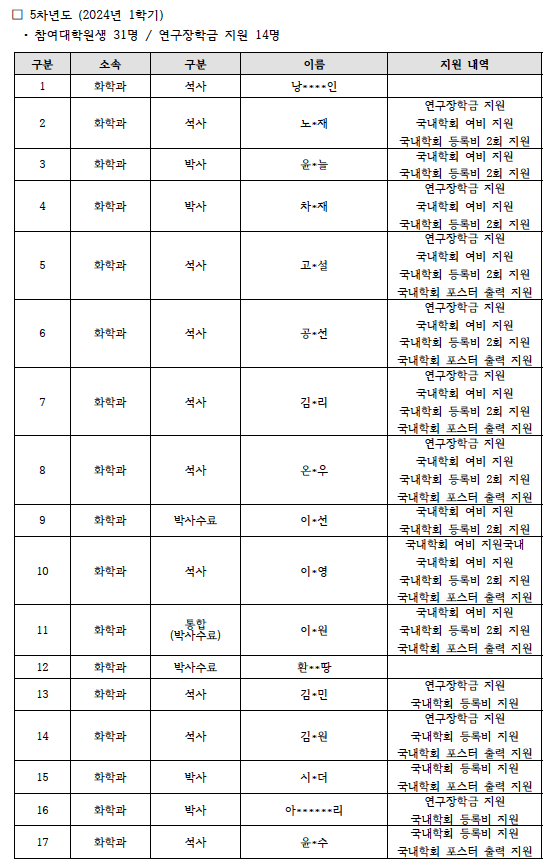 □ 5차년도 (2024년 1학기)
· 참여대학원생 31명 / 연구장학금 지원 14명
구분 소속 구분 이름 지원 내역
1 화학과 석사 낭****인
2 화학과 석사 노*재 연구장학금 지원
국내학회 여비 지원
국내학회 등록비 2회 지원
3 화학과 박사 윤*늘 국내학회 여비 지원
국내학회 등록비 2회 지원
4 화학과 박사 차*재 연구장학금 지원
국내학회 여비 지원
국내학회 등록비 2회 지원
5 화학과 석사 고*설 연구장학금 지원
국내학회 여비 지원
국내학회 등록비 2회 지원
국내학회 포스터 출력 지원
6 화학과 석사 공*선 연구장학금 지원
국내학회 여비 지원
국내학회 등록비 2회 지원
국내학회 포스터 출력 지원
7 화학과 석사 김*리 연구장학금 지원
국내학회 여비 지원
국내학회 등록비 2회 지원
국내학회 포스터 출력 지원
8 화학과 석사 온*우 연구장학금 지원
국내학회 여비 지원
국내학회 등록비 2회 지원
국내학회 포스터 출력 지원
9 화학과 박사수료 이*선 국내학회 여비 지원
국내학회 등록비 2회 지원
10 화학과 석사 이*영 국내학회 여비 지원국내
국내학회 여비 지원
국내학회 등록비 2회 지원
국내학회 포스터 출력 지원
11 화학과 통합
(박사수료) 이*원 국내학회 여비 지원
국내학회 등록비 2회 지원
국내학회 포스터 출력 지원
12 화학과 박사수료 환**땅
13 화학과 석사 김*민 연구장학금 지원
국내학회 등록비 지원
14 화학과 석사 김*원 연구장학금 지원
국내학회 등록비 지원
국내학회 포스터 출력 지원
15 화학과 박사 시*더 국내학회 등록비 지원
국내학회 포스터 출력 지원
16 화학과 박사 아******리 연구장학금 지원
국내학회 등록비 지원
17 화학과 석사 윤*수 국내학회 등록비 지원
국내학회 포스터 출력 지원